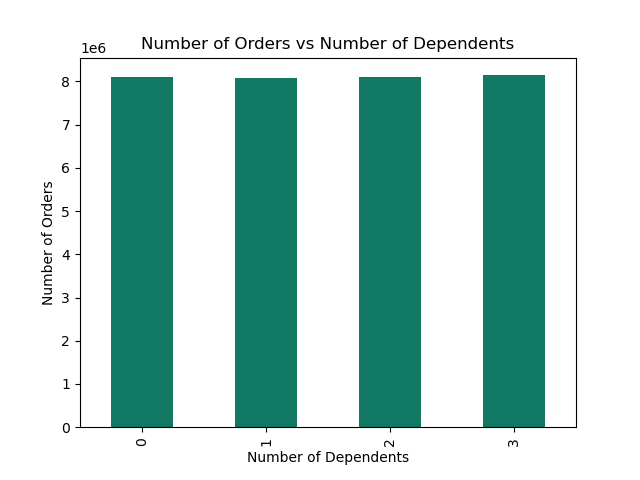 Number of Orders vs Number of Dependents
1e6
8
7
6
5
4
3
2
1
0
Number of Orders
0 1 2 3
Number of Dependents